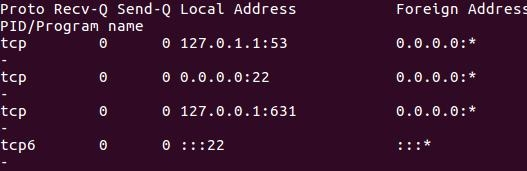 Proto Recv-Q Send-Q Local Address           Foreign Address
PID/Program name
tcp        0      0 127.0.1.1:53            0.0.0.0:*
-
tcp        0      0 0.0.0.0:22              0.0.0.0:*
-
tcp        0      0 127.0.0.1:631           0.0.0.0:*
-
tcp6       0      0 :::22                   :::*
-